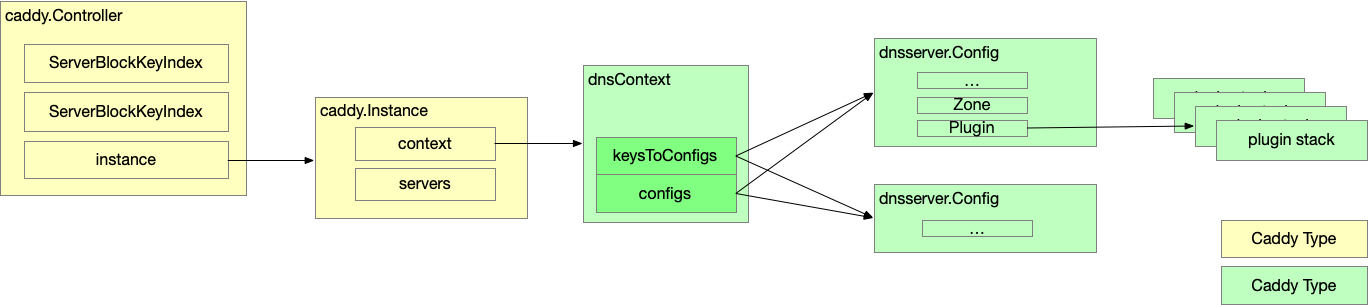 caddy.Controller
ServerBlockKeyIndex
ServerBlockKeyIndex
instance
caddy.Instance
context
servers
dnsContext
keysToConfigs
configs
dnsserver.Config
...
Zone
Plugin
dnsserver.Config
...
plugin stack
Caddy Type
Caddy Type